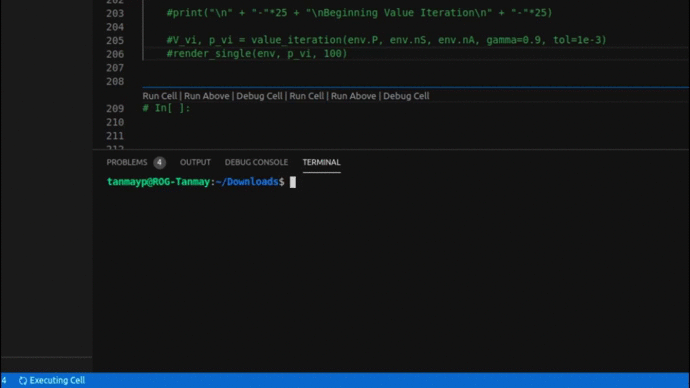 202
203 #print("\n" + "-"*25 + "\nBeginning Value Iteration\n" + "-"*25)
204
205 #V_vi, p_vi = value_iteration(env.P, env.nS, env.nA, gamma=0.9, tol=1e-3)
206 #render_single(env, p_vi, 100)
207
208
Run Cell | Run Above | Debug Cell | Run Cell | Run Above | Debug Cell
209 # In[ ]:
210
211
212
PROBLEMS 4 OUTPUT DEBUG CONSOLE TERMINAL
tanmayp@ROG-Tanmay:~/Downloads$
4 Executing Cell